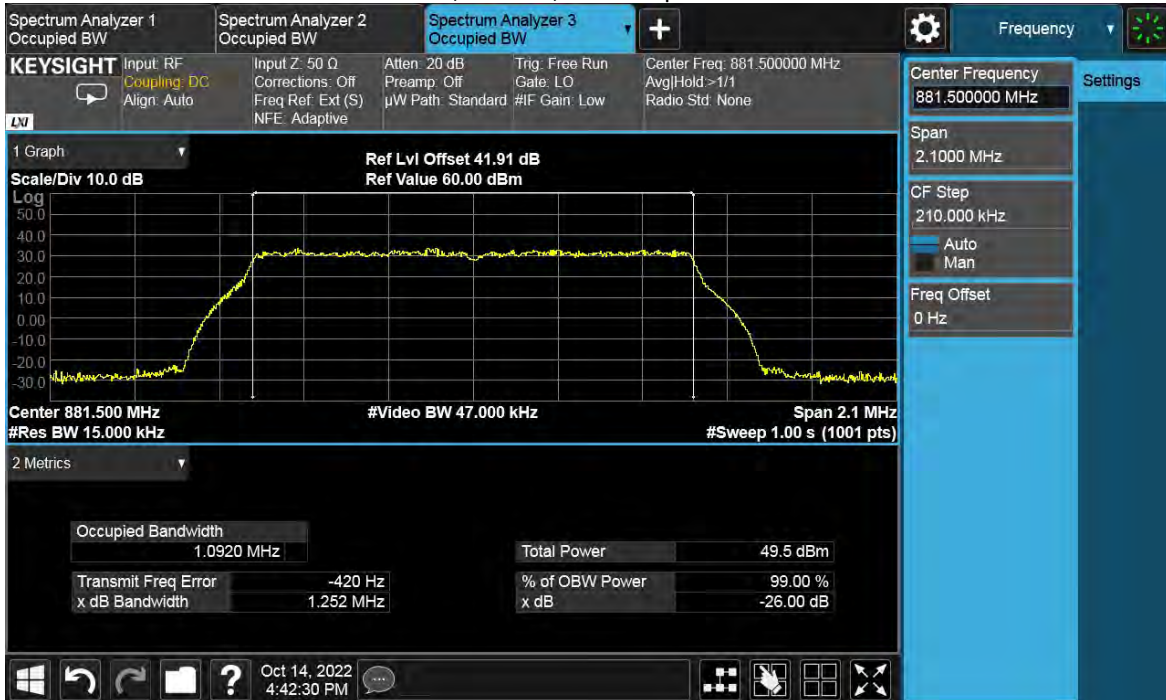 Spectrum Analyzer 1
Occupied BW
Spectrum Analyzer 2
Occupied BW
Spectrum Analyzer 3
Occupied BW
Frequency
KEYSIGHT
LXI
Input: RF
Coupling: DC
Align: Auto
Input Z: 50 Ω
Corrections: Off
Freq Ref: Ext (S)
NFE: Adaptive
Atten: 20 dB
Preamp: Off
µW Path: Standard
Trig: Free Run
Gate: LO
#IF Gain: Low
Center Freq: 881.500000 MHz
Avg|Hold:>1/1
Radio Std: None
Center Frequency
881.500000 MHz
Settings
Span
2.1000 MHz
CF Step
210.000 kHz
Auto
Man
Freq Offset
0 Hz
1 Graph
Scale/Div 10.0 dB
Ref Lvl Offset 41.91 dB
Ref Value 60.00 dBm
Log
50.0
40.0
30.0
20.0
10.0
0.00
-10.0
-20.0
-30.0
Center 881.500 MHz
#Video BW 47.000 kHz
Span 2.1 MHz
#Res BW 15.000 kHz
#Sweep 1.00 s (1001 pts)
2 Metrics
Occupied Bandwidth
1.0920 MHz
Total Power 49.5 dBm
Transmit Freq Error -420 Hz
% of OBW Power 99.00 %
x dB Bandwidth 1.252 MHz
x dB -26.00 dB
Oct 14, 2022
4:42:30 PM